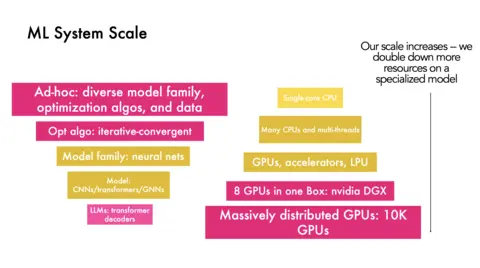 ML System Scale
Our scale increases – we
double down more
resources on a
specialized model
Ad-hoc: diverse model family,
optimization algos, and data
Opt algo: iterative-convergent
Model family: neural nets
Model:
CNNs/transformers/GNNs
LLMs: transformer
decoders
Single core CPU
Many CPUs and multi-threads
GPUs, accelerators, LPU
8 GPUs in one Box: nvidia DGX
Massively distributed GPUs: 10K
GPUs